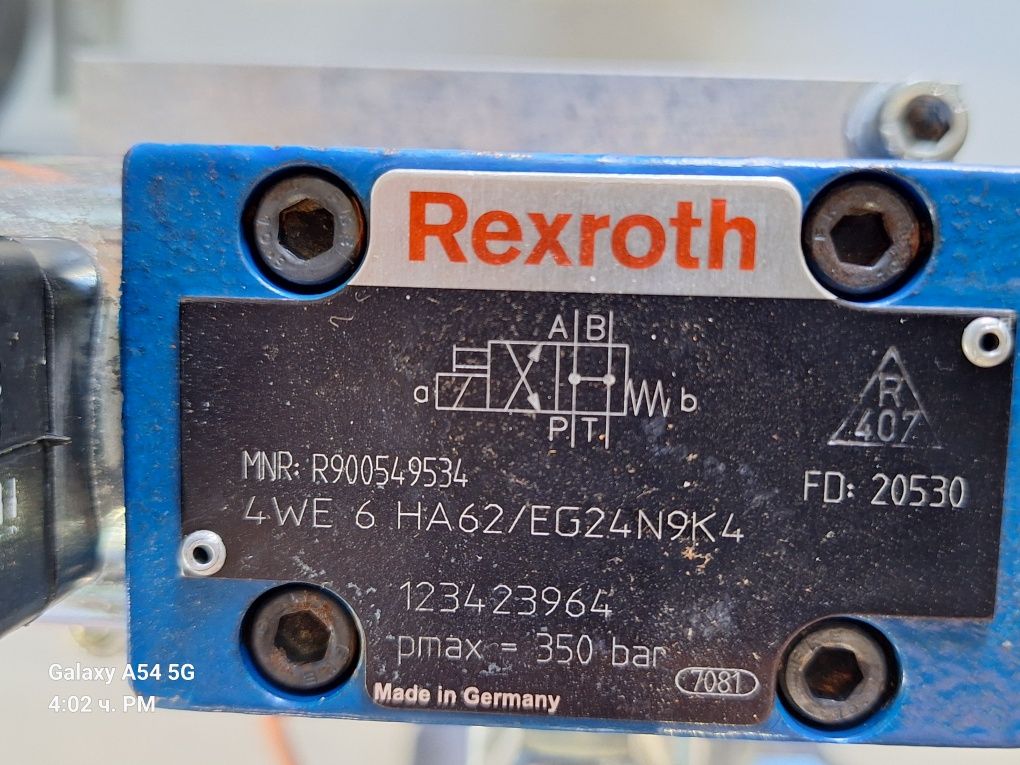 Rexroth
A B
a b
P T
R
407
MNR: R900549534
FD: 20530
4WE 6 HA62/EG24N9K4
123423964
pmax = 350 bar
7081
Made in Germany
Galaxy A54 5G
4:02 ч. PM